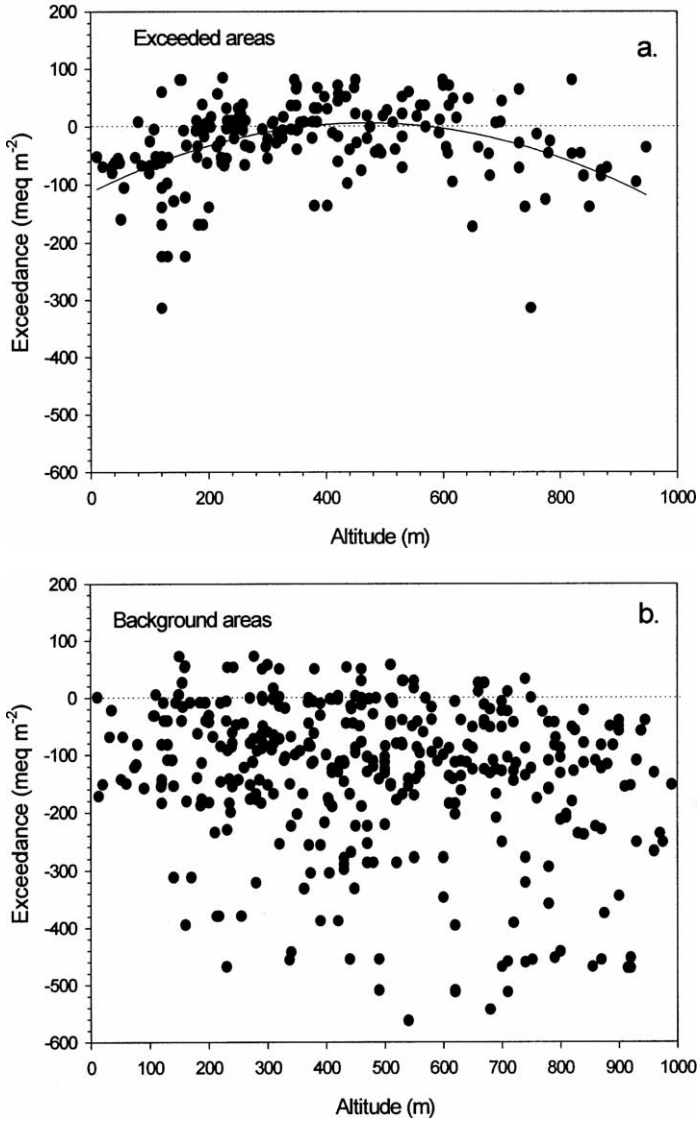 200
100
0
-100
-200
-300
-400
-500
-600
Exceedance (meq m⁻²)
Exceeded areas
a.
0 200 400 600 800 1000
Altitude (m)
200
100
0
-100
-200
-300
-400
-500
-600
Exceedance (meq m⁻²)
Background areas
b.
0 100 200 300 400 500 600 700 800 900 1000
Altitude (m)